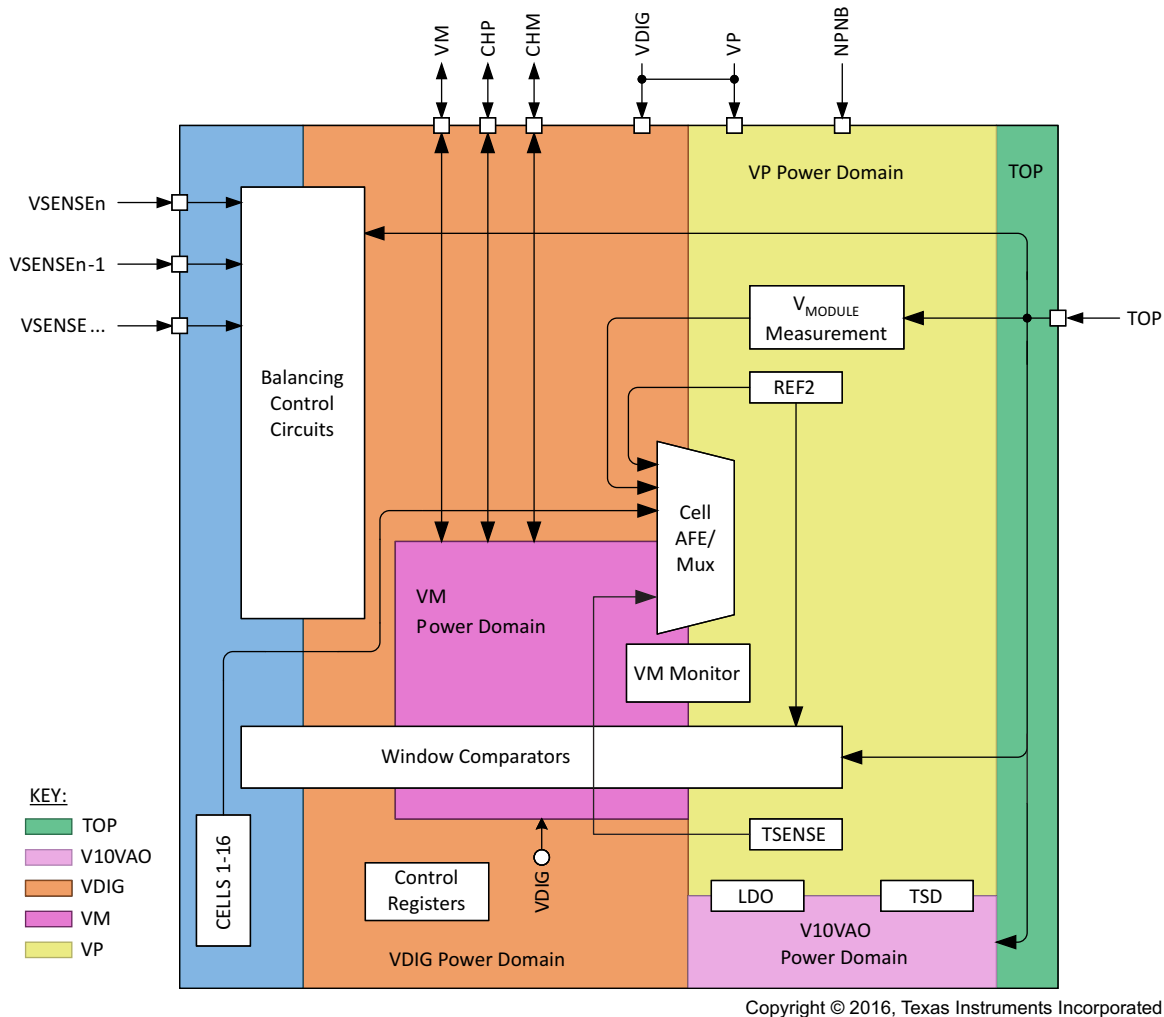 VM
CHP
CHM
VDIG
VP
NPNB
VP Power Domain
TOP
VSENSEn
VSENSEn-1
VSENSE ...
Balancing
Control
Circuits
VMODULE
Measurement
TOP
REF2
Cell
AFE/
Mux
VM
Power Domain
VM Monitor
Window Comparators
KEY:
TOP
V10VAO
VDIG
VM
VP
CELLS 1-16
Control
Registers
VDIG
TSENSE
LDO
TSD
V10VAO
Power Domain
VDIG Power Domain
Copyright © 2016, Texas Instruments Incorporated